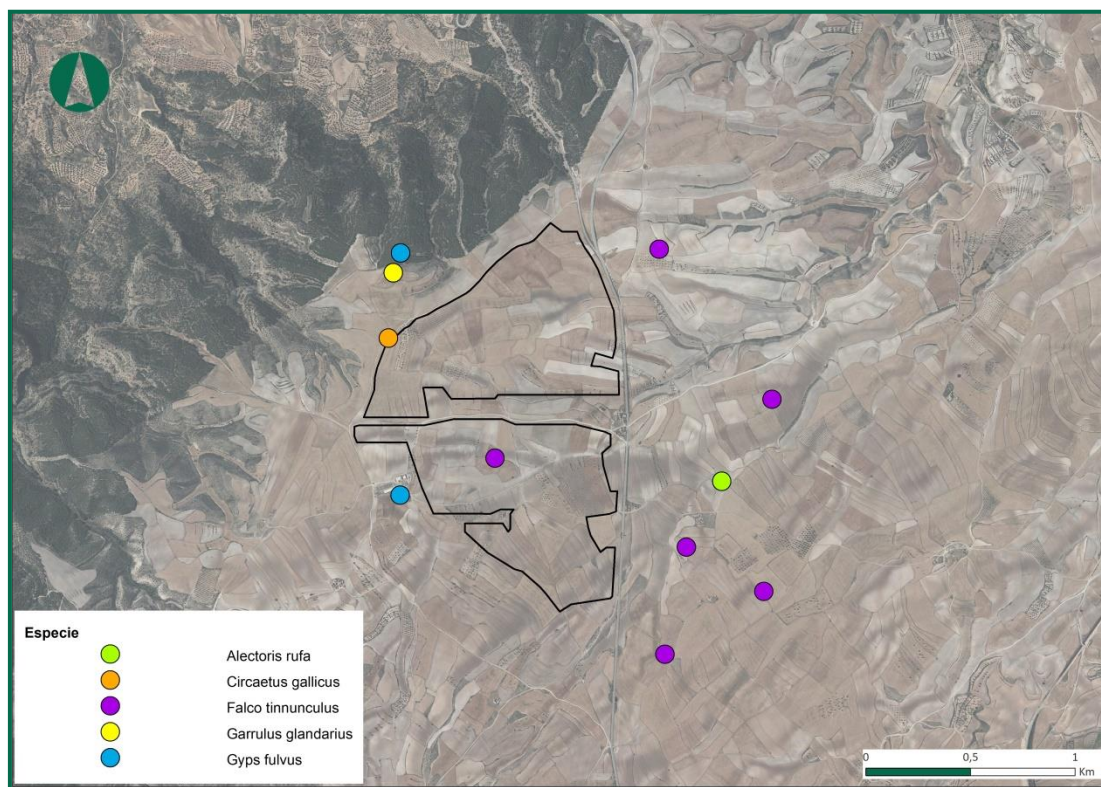 Especie
Alectoris rufa
Circaetus gallicus
Falco tinnunculus
Garrulus glandarius
Gyps fulvus
0 0,5 1
Km